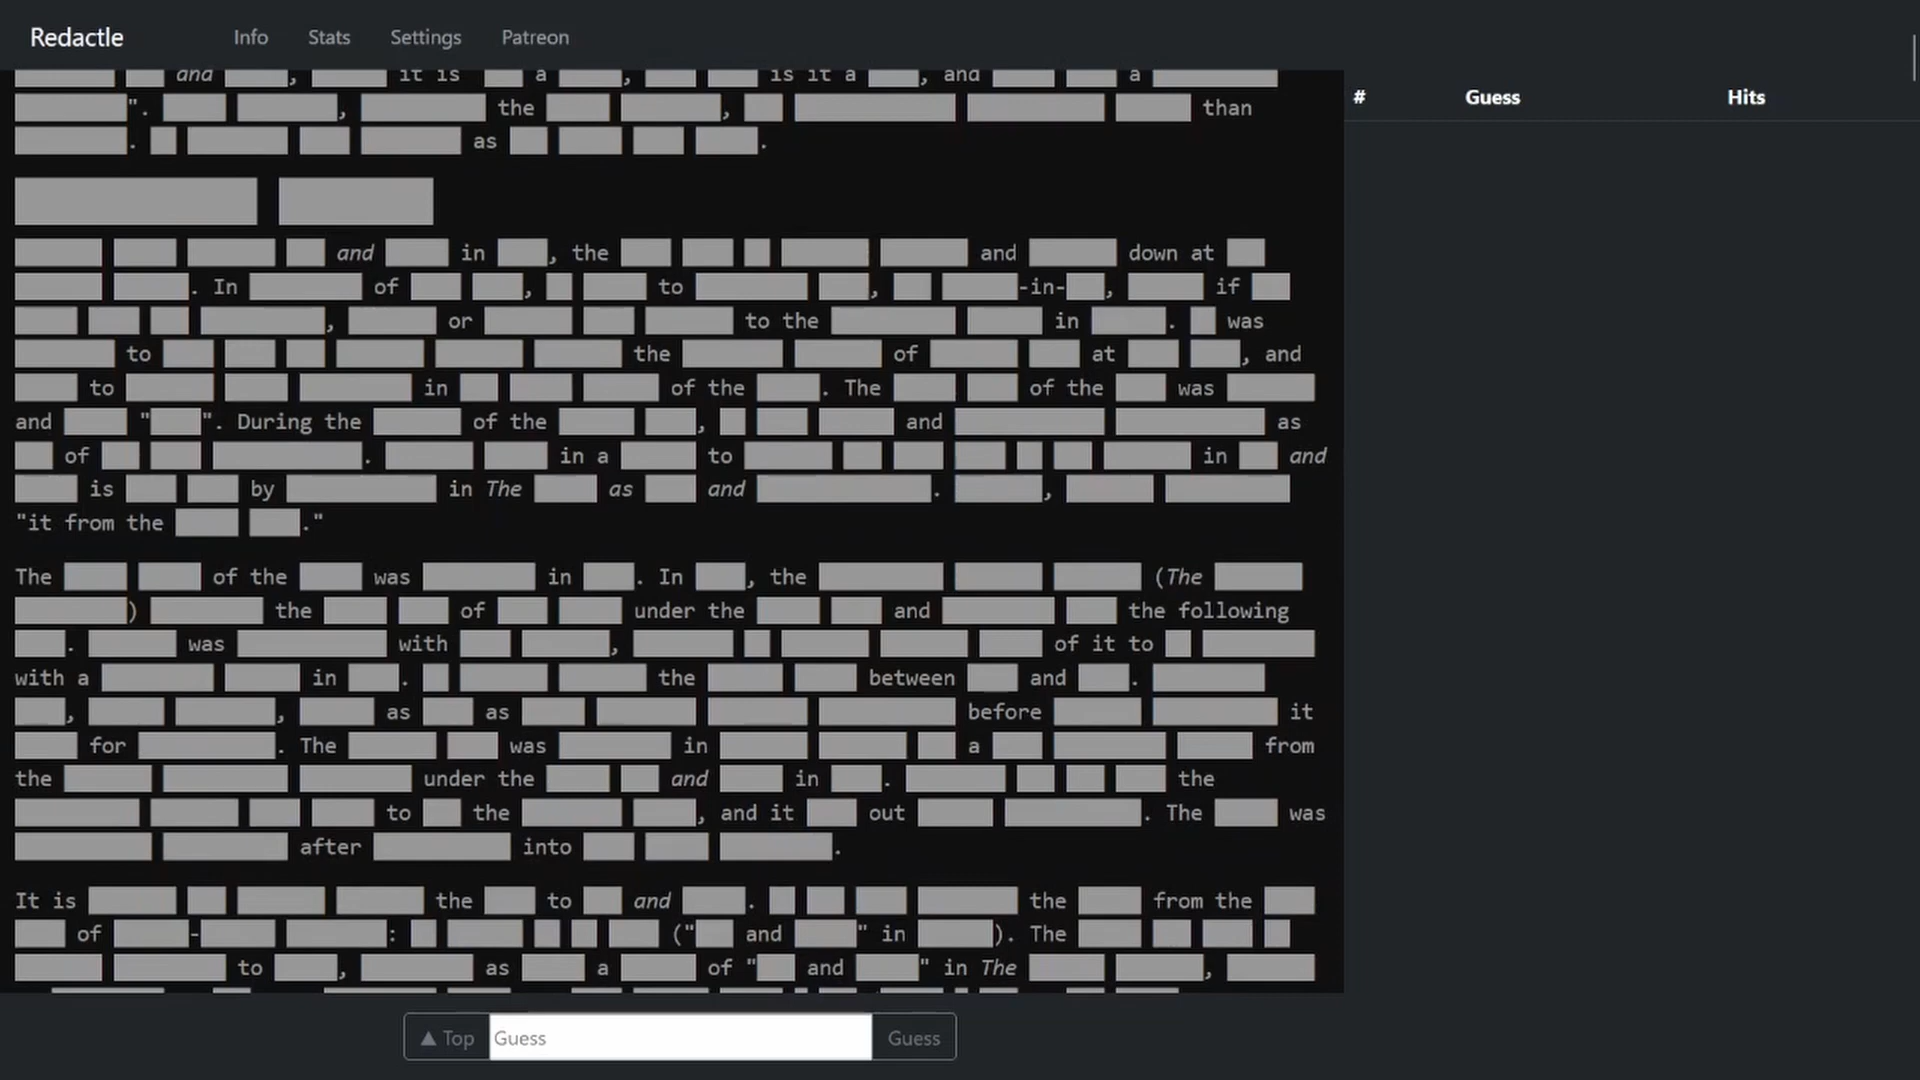 Redactle Info Stats Settings Patreon
# Guess Hits
and , it is a , is it a , and a
". , the , than
. as .
and in , the and down at
. In of , to , -in- , if
, or to the in . was
to the of at , and
to in of the . The of the was
and " ". During the of the , and as
of . in a to in and
is by in The as and . ,
"it from the ."
The of the was in . In , the (The
) the of under the and the following
. was with , of it to
with a in . the between and .
, , as as before it
for . The was in a from
the under the and in . the
to the , and it out . The was
after into .
It is the to and . the from the
of - : (" and " in ). The
to , as a of " and " in The ,
▲ Top Guess Guess